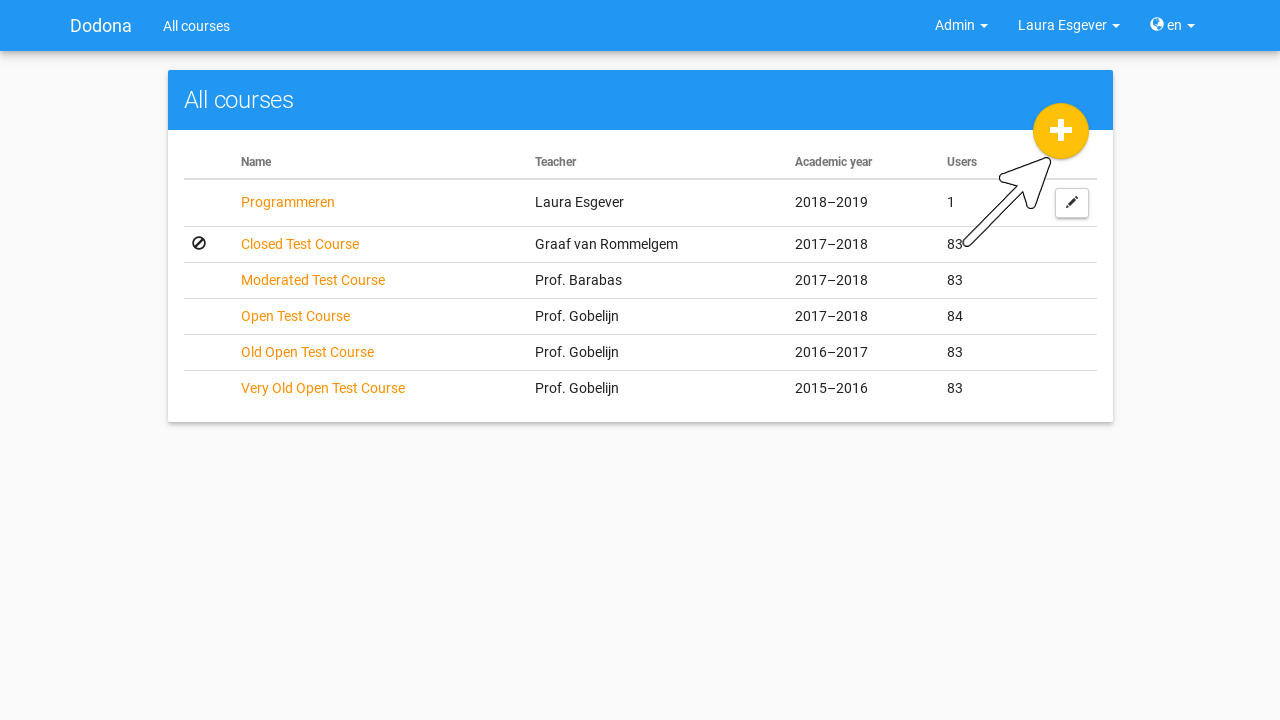 Dodona All courses Admin Laura Esgever en
All courses
Name Teacher Academic year Users
Programmeren Laura Esgever 2018–2019 1
Closed Test Course Graaf van Rommelgem 2017–2018 83
Moderated Test Course Prof. Barabas 2017–2018 83
Open Test Course Prof. Gobelijn 2017–2018 84
Old Open Test Course Prof. Gobelijn 2016–2017 83
Very Old Open Test Course Prof. Gobelijn 2015–2016 83